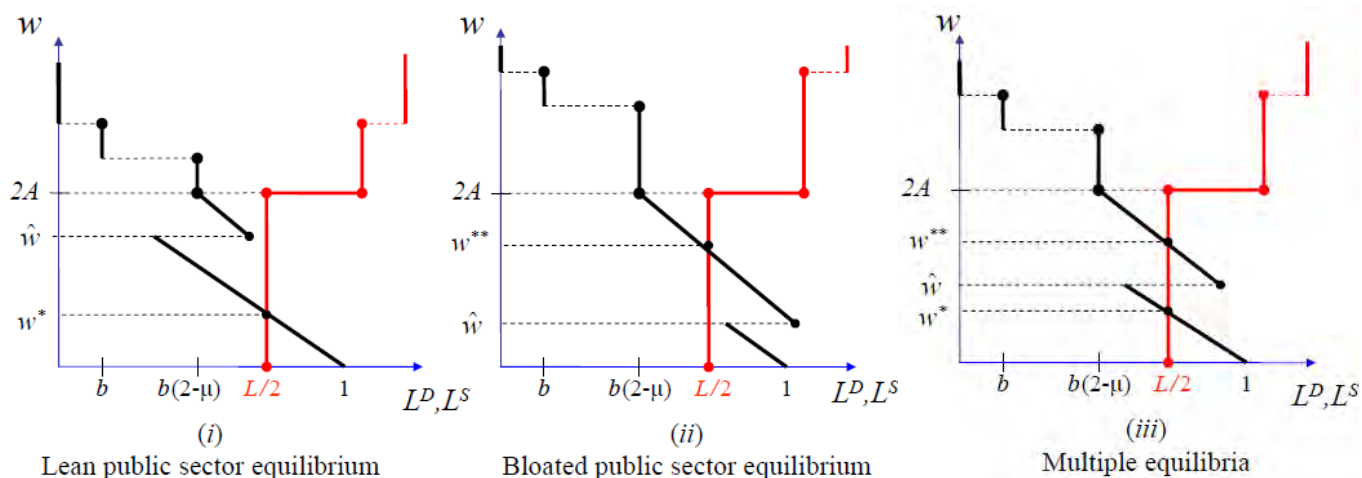 w
2A
ŵ
w*
b
b(2-μ)
L/2
1
L^D,L^S
(i)
Lean public sector equilibrium
w
2A
w**
ŵ
b
b(2-μ)
L/2
1
L^D,L^S
(ii)
Bloated public sector equilibrium
w
2A
w**
ŵ
w*
b
b(2-μ)
L/2
1
L^D,L^S
(iii)
Multiple equilibria